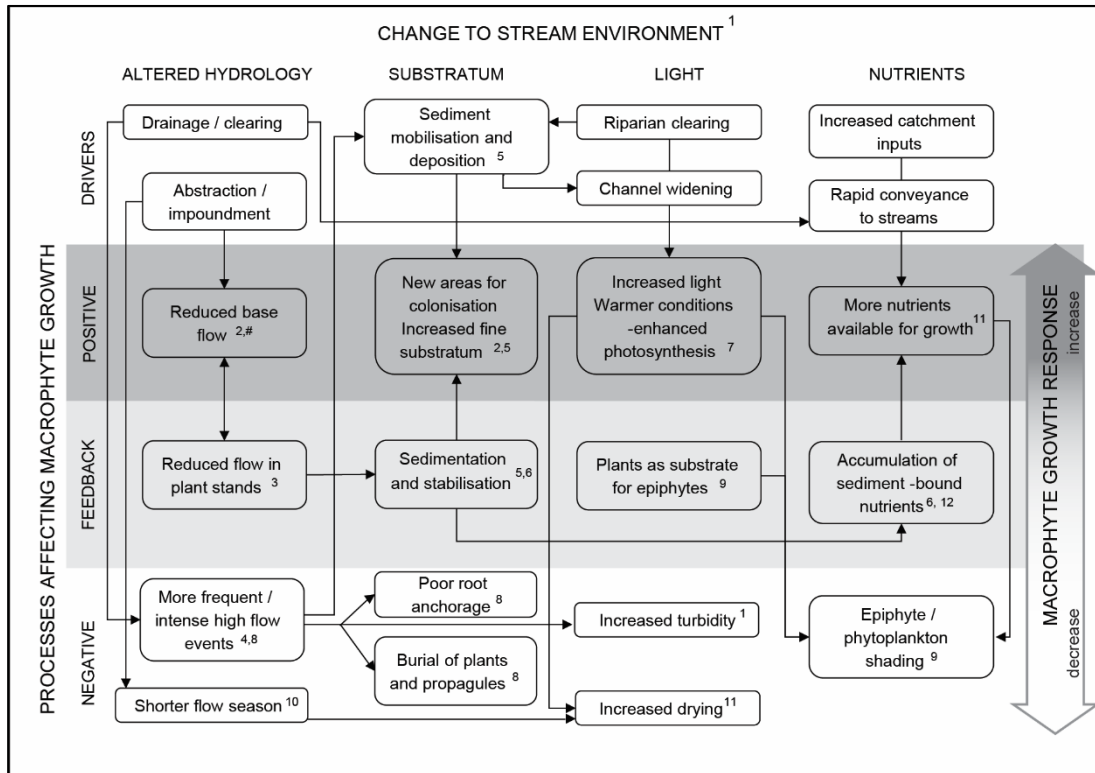 CHANGE TO STREAM ENVIRONMENT 1
ALTERED HYDROLOGY
SUBSTRATUM
LIGHT
NUTRIENTS
PROCESSES AFFECTING MACROPHYTE GROWTH
DRIVERS
Drainage / clearing
Abstraction /
impoundment
Sediment
mobilisation and
deposition 5
Riparian clearing
Channel widening
Increased catchment
inputs
Rapid conveyance
to streams
POSITIVE
Reduced base
flow 2,#
New areas for
colonisation
Increased fine
substratum 2,5
Increased light
Warmer conditions
-enhanced
photosynthesis 7
More nutrients
available for growth 11
FEEDBACK
Reduced flow in
plant stands 3
Sedimentation
and stabilisation 5,6
Plants as substrate
for epiphytes 9
Accumulation of
sediment -bound
nutrients 6, 12
NEGATIVE
More frequent /
intense high flow
events 4,8
Shorter flow season 10
Poor root
anchorage 8
Burial of plants
and propagules 8
Increased turbidity 1
Increased drying 11
Epiphyte /
phytoplankton
shading 9
MACROPHYTE GROWTH RESPONSE
increase
decrease